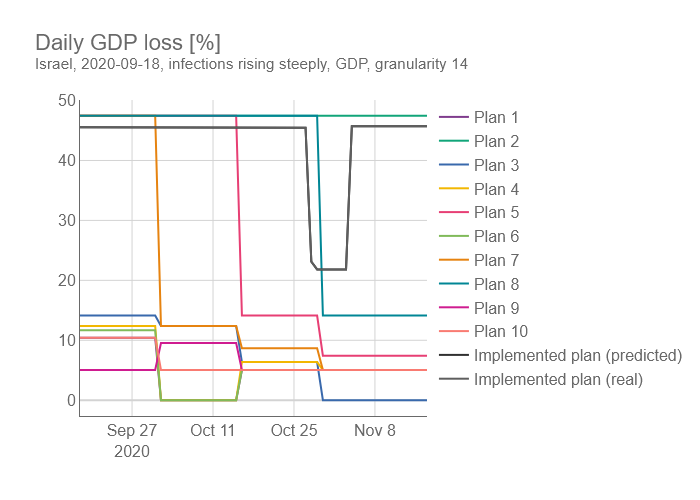 Daily GDP loss [%]
Israel, 2020-09-18, infections rising steeply, GDP, granularity 14
50
40
30
20
10
0
Sep 27
2020
Oct 11
Oct 25
Nov 8
Plan 1
Plan 2
Plan 3
Plan 4
Plan 5
Plan 6
Plan 7
Plan 8
Plan 9
Plan 10
Implemented plan (predicted)
Implemented plan (real)